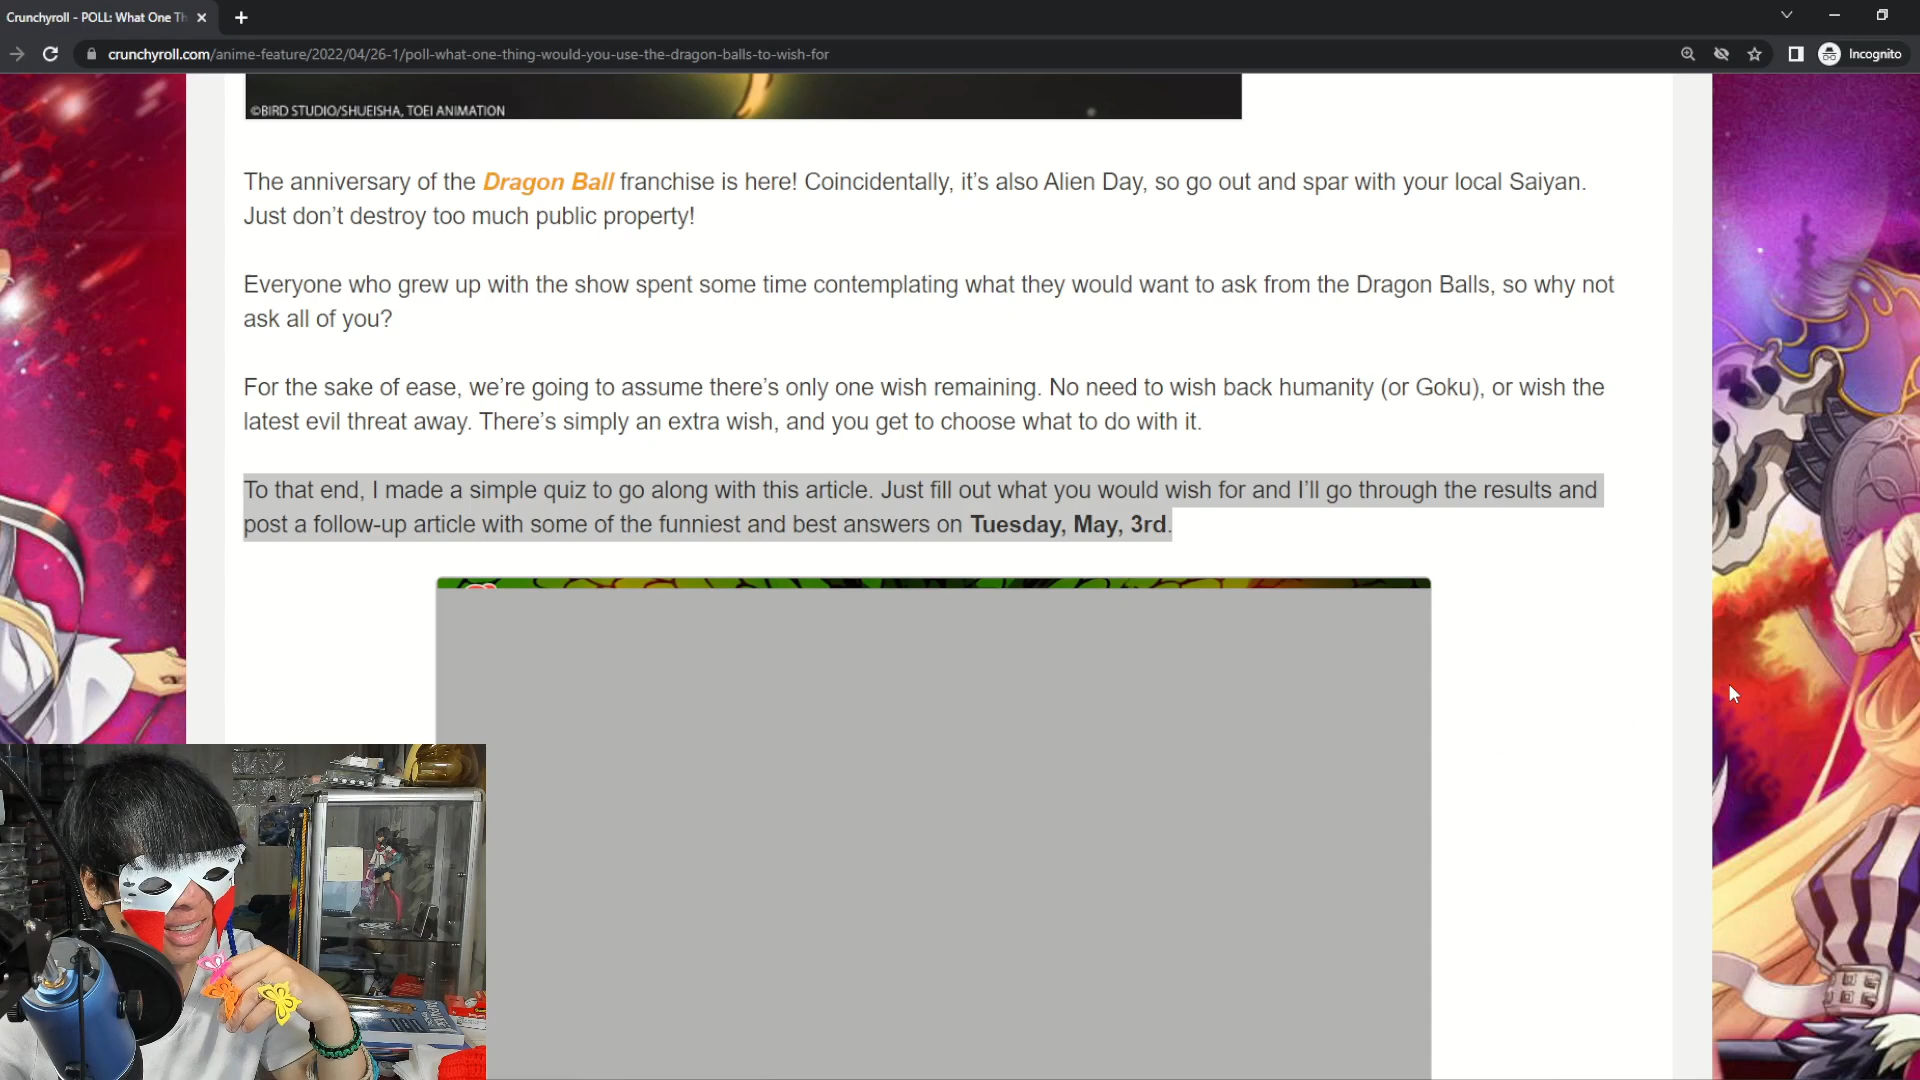 Crunchyroll - POLL: What One Th
crunchyroll.com/anime-feature/2022/04/26-1/poll-what-one-thing-would-you-use-the-dragon-balls-to-wish-for
Incognito
©BIRD STUDIO/SHUEISHA, TOEI ANIMATION
The anniversary of the Dragon Ball franchise is here! Coincidentally, it’s also Alien Day, so go out and spar with your local Saiyan.
Just don’t destroy too much public property!
Everyone who grew up with the show spent some time contemplating what they would want to ask from the Dragon Balls, so why not
ask all of you?
For the sake of ease, we’re going to assume there’s only one wish remaining. No need to wish back humanity (or Goku), or wish the
latest evil threat away. There’s simply an extra wish, and you get to choose what to do with it.
To that end, I made a simple quiz to go along with this article. Just fill out what you would wish for and I’ll go through the results and
post a follow-up article with some of the funniest and best answers on Tuesday, May, 3rd.